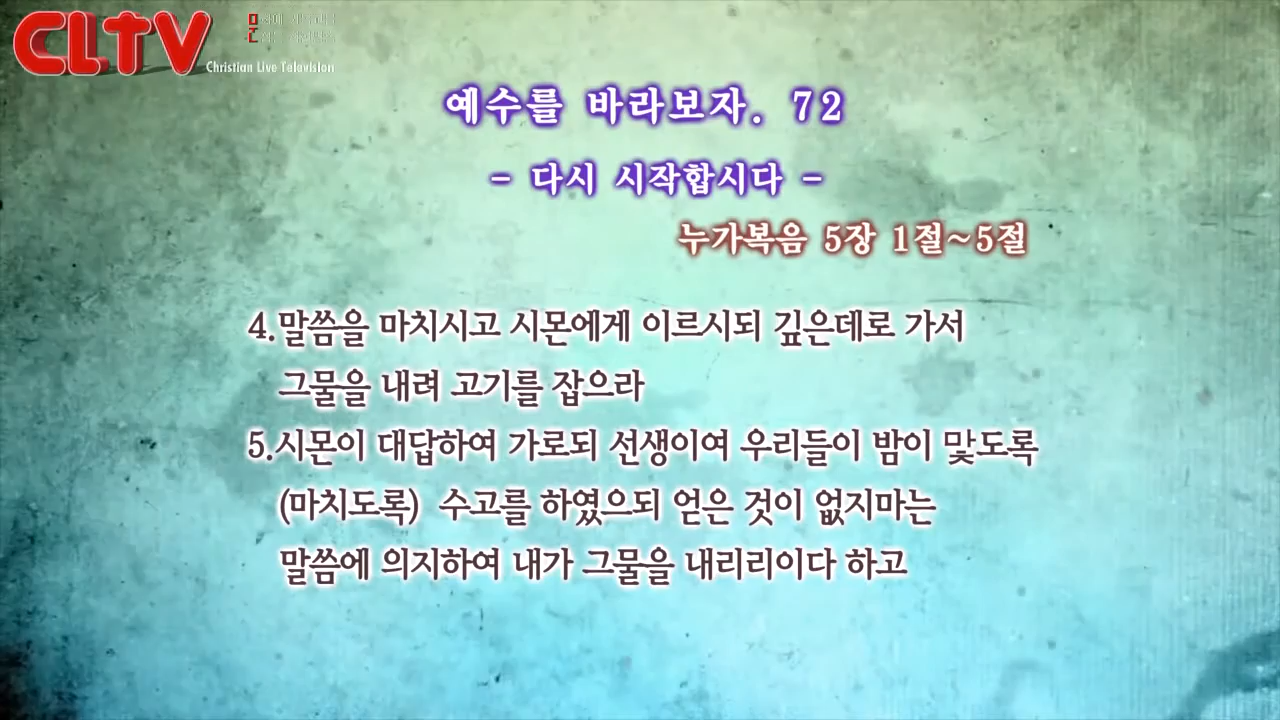 CLTV
Christian Live Television
예수를 바라보자. 72
- 다시 시작합시다 -
누가복음 5장 1절~5절
4.말씀을 마치시고 시몬에게 이르시되 깊은데로 가서
그물을 내려 고기를 잡으라
5.시몬이 대답하여 가로되 선생이여 우리들이 밤이 맟도록
(마치도록) 수고를 하였으되 얻은 것이 없지마는
말씀에 의지하여 내가 그물을 내리리이다 하고